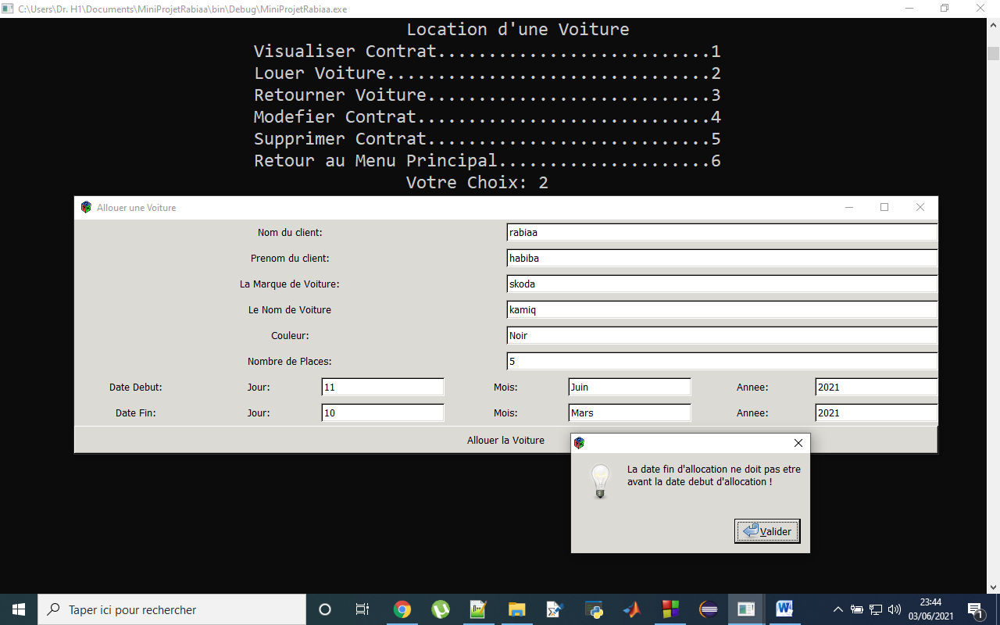 C:\Users\Dr. H1\Documents\MiniProjetRabiaa\bin\Debug\MiniProjetRabiaa.exe
Location d'une Voiture
Visualiser Contrat...........................1
Louer Voiture................................2
Retourner Voiture............................3
Modefier Contrat.............................4
Supprimer Contrat............................5
Retour au Menu Principal.....................6
Votre Choix: 2
Allouer une Voiture
Nom du client: rabiaa
Prenom du client: habiba
La Marque de Voiture: skoda
Le Nom de Voiture kamiq
Couleur: Noir
Nombre de Places: 5
Date Debut: Jour: 11 Mois: Juin Annee: 2021
Date Fin: Jour: 10 Mois: Mars Annee: 2021
Allouer la Voiture
La date fin d'allocation ne doit pas etre
avant la date debut d'allocation !
Valider
Taper ici pour rechercher
23:44
03/06/2021
1